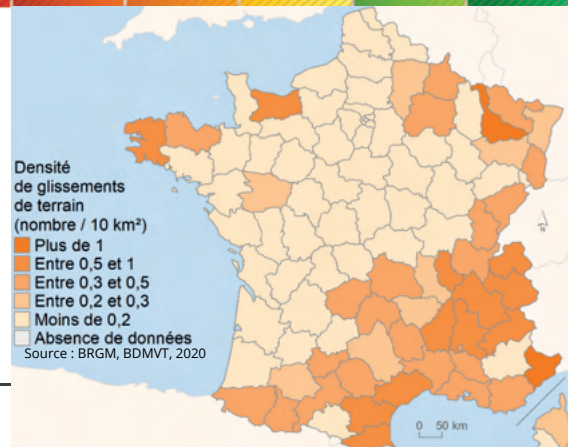 Densité
de glissements
de terrain
(nombre / 10 km²)
Plus de 1
Entre 0,5 et 1
Entre 0,3 et 0,5
Entre 0,2 et 0,3
Moins de 0,2
Absence de données
Source : BRGM, BDMVT, 2020
N
0 50 km